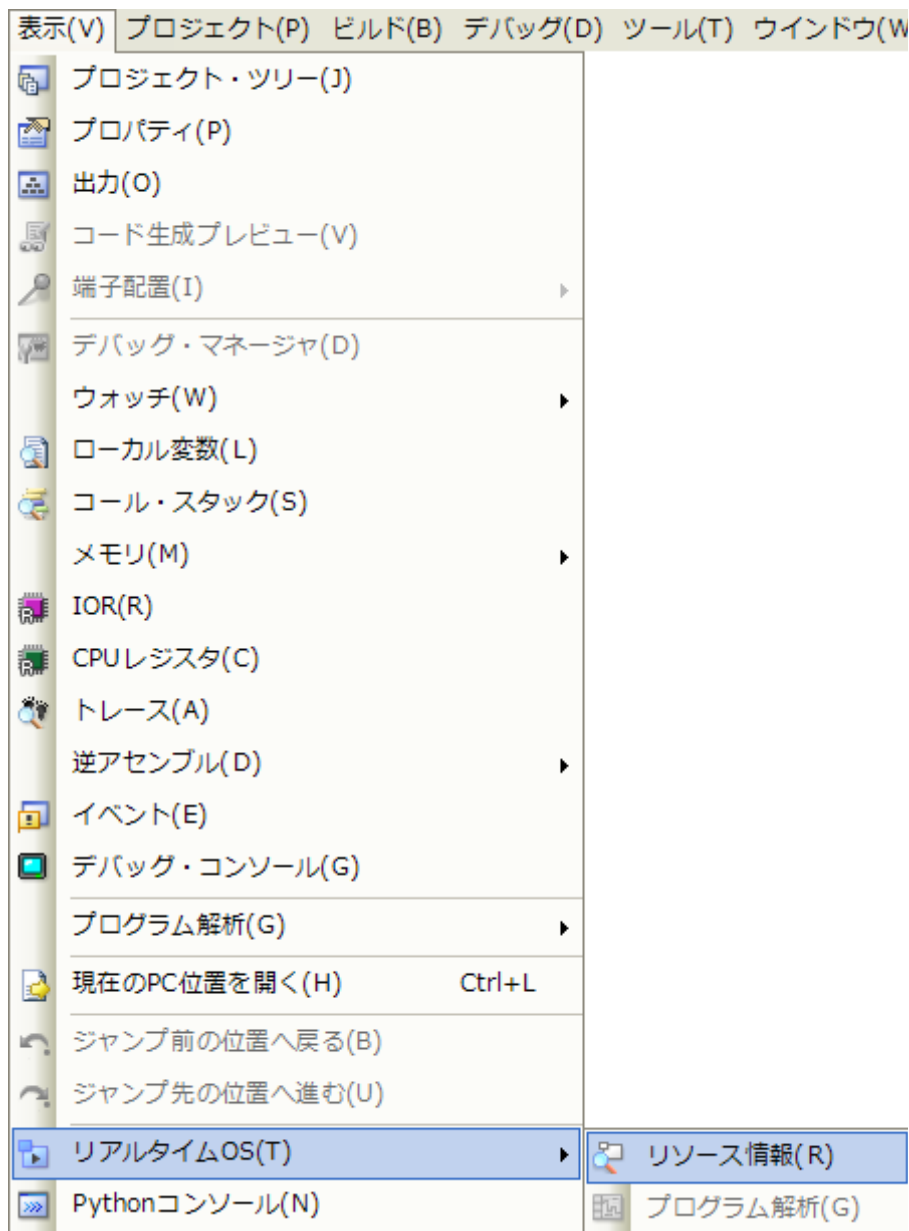 表示(V) プロジェクト(P) ビルド(B) デバッグ(D) ツール(T) ウインドウ(W
プロジェクト・ツリー(J)
プロパティ(P)
出力(O)
コード生成プレビュー(V)
端子配置(I)
デバッグ・マネージャ(D)
ウォッチ(W)
ローカル変数(L)
コール・スタック(S)
メモリ(M)
IOR(R)
CPUレジスタ(C)
トレース(A)
逆アセンブル(D)
イベント(E)
デバッグ・コンソール(G)
プログラム解析(G)
現在のPC位置を開く(H) Ctrl+L
ジャンプ前の位置へ戻る(B)
ジャンプ先の位置へ進む(U)
リアルタイムOS(T) リソース情報(R)
Pythonコンソール(N) プログラム解析(G)